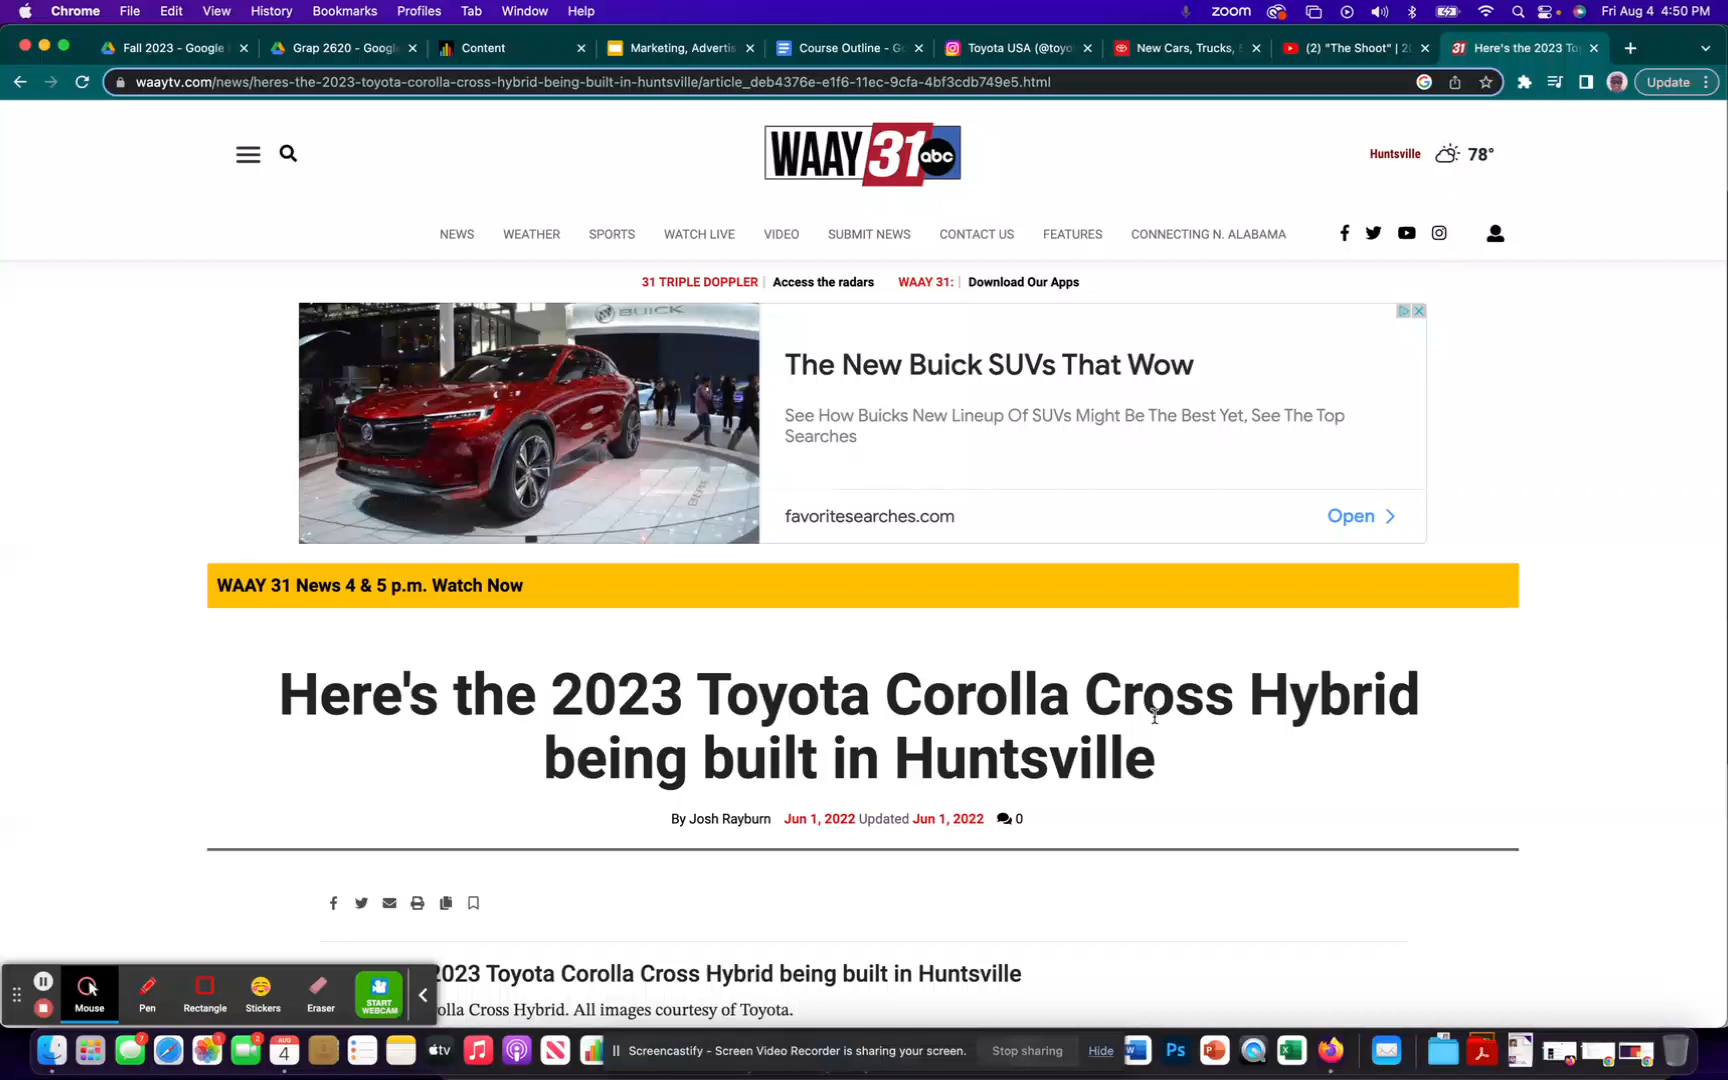 Chrome File Edit View History Bookmarks Profiles Tab Window Help zoom Fri Aug 4 4:50 PM
Fall 2023 - Google Grap 2620 - Googl Content Marketing, Advertis Course Outline - G Toyota USA (@toyo New Cars, Trucks, (2) "The Shoot" | 2 31 Here's the 2023 To
waaytv.com/news/heres-the-2023-toyota-corolla-cross-hybrid-being-built-in-huntsville/article_deb4376e-e1f6-11ec-9cfa-4bf3cdb749e5.html G Update
WAAY 31 abc
Huntsville 78°
NEWS WEATHER SPORTS WATCH LIVE VIDEO SUBMIT NEWS CONTACT US FEATURES CONNECTING N. ALABAMA
31 TRIPLE DOPPLER | Access the radars WAAY 31: | Download Our Apps
BUICK
The New Buick SUVs That Wow
See How Buicks New Lineup Of SUVs Might Be The Best Yet, See The Top
Searches
favoritesearches.com Open
WAAY 31 News 4 & 5 p.m. Watch Now
Here's the 2023 Toyota Corolla Cross Hybrid
being built in Huntsville
By Josh Rayburn Jun 1, 2022 Updated Jun 1, 2022 0
2023 Toyota Corolla Cross Hybrid being built in Huntsville
olla Cross Hybrid. All images courtesy of Toyota.
Mouse Pen Rectangle Stickers Eraser START WEBCAM
Screencastify - Screen Video Recorder is sharing your screen. Stop sharing Hide